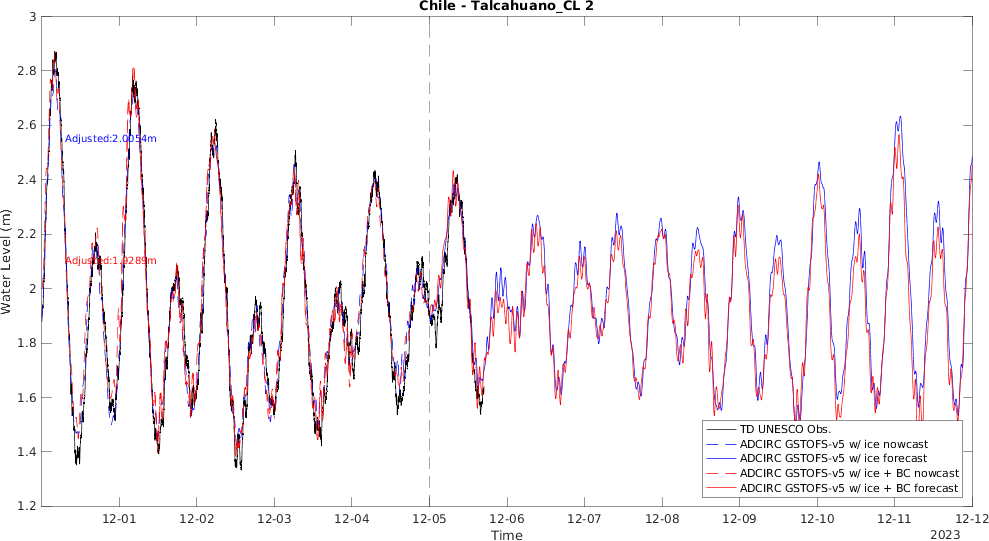 Chile - Talcahuano_CL 2
3
2.8
2.6
2.4
2.2
2
1.8
1.6
1.4
1.2
Water Level (m)
Adjusted:2.0054m
Adjusted:1.9289m
TD UNESCO Obs.
ADCIRC GSTOFS-v5 w/ ice nowcast
ADCIRC GSTOFS-v5 w/ ice forecast
ADCIRC GSTOFS-v5 w/ ice + BC nowcast
ADCIRC GSTOFS-v5 w/ ice + BC forecast
12-01 12-02 12-03 12-04 12-05 12-06 12-07 12-08 12-09 12-10 12-11 12-12
Time
2023